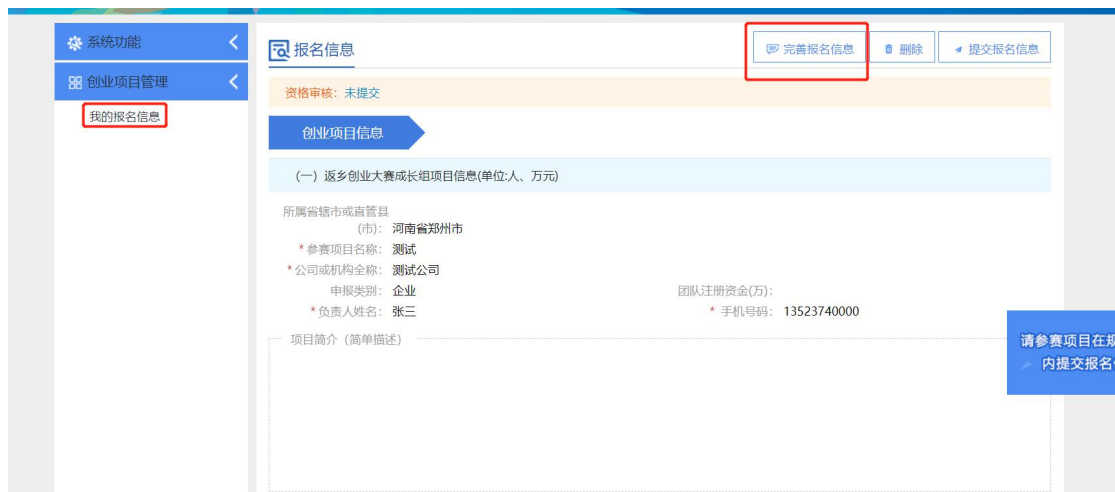 系统功能
创业项目管理
我的报名信息
报名信息
完善报名信息
删除
提交报名信息
资格审核：未提交
创业项目信息
（一）返乡创业大赛成长组项目信息(单位:人、万元)
所属省辖市或直管县
(市)： 河南省郑州市
* 参赛项目名称： 测试
* 公司或机构全称： 测试公司
申报类别： 企业 团队注册资金(万)：
* 负责人姓名： 张三 * 手机号码： 13523740000
项目简介（简单描述）
请参赛项目在规
内提交报名